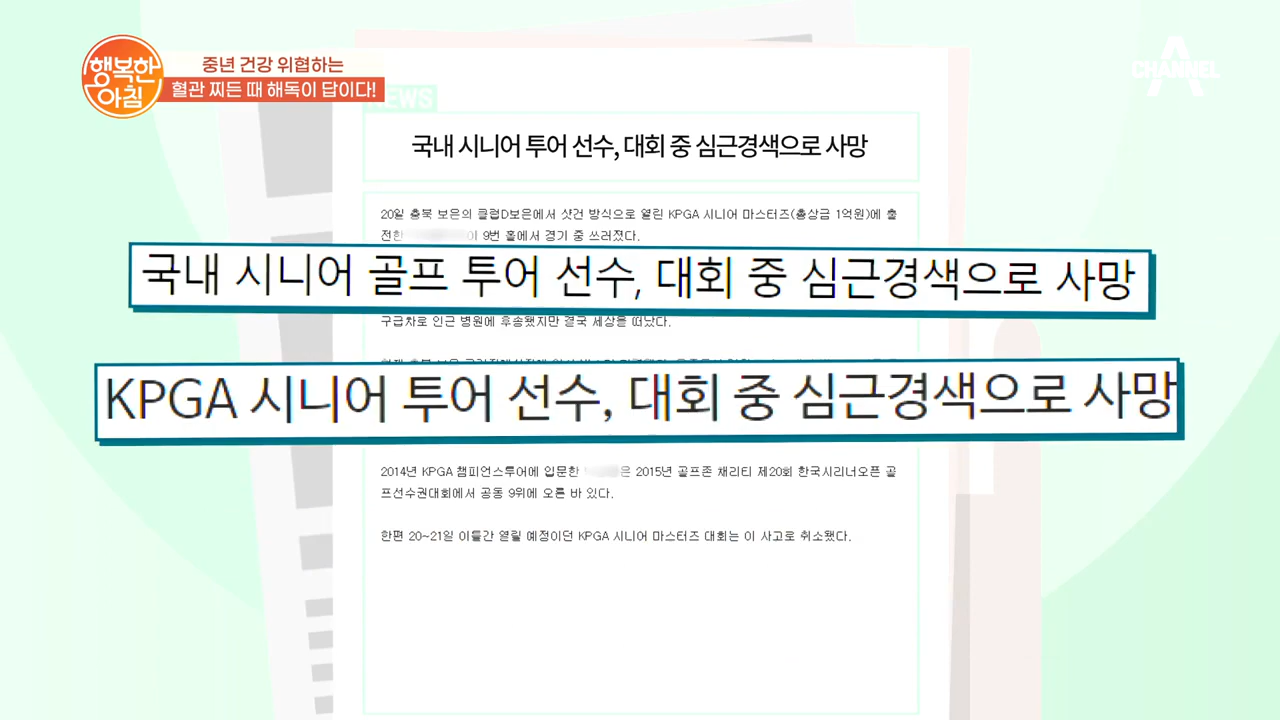 행복한
아침
중년 건강 위협하는
혈관 찌든 때 해독이 답이다!
CHANNEL
NEWS
국내 시니어 투어 선수, 대회 중 심근경색으로 사망
20일 충북 보은의 클럽D보은에서 샷건 방식으로 열린 KPGA 시니어 마스터즈(총상금 1억원)에 출
전한 이 9번 홀에서 경기 중 쓰러졌다.
국내 시니어 골프 투어 선수, 대회 중 심근경색으로 사망
구급차로 인근 병원에 후송됐지만 결국 세상을 떠났다.
KPGA 시니어 투어 선수, 대회 중 심근경색으로 사망
2014년 KPGA 챔피언스투어에 입문한 은 2015년 골프존 채리티 제20회 한국시리너오픈 골
프선수권대회에서 공동 9위에 오른 바 있다.
한편 20~21일 이틀간 열릴 예정이던 KPGA 시니어 마스터즈 대회는 이 사고로 취소됐다.